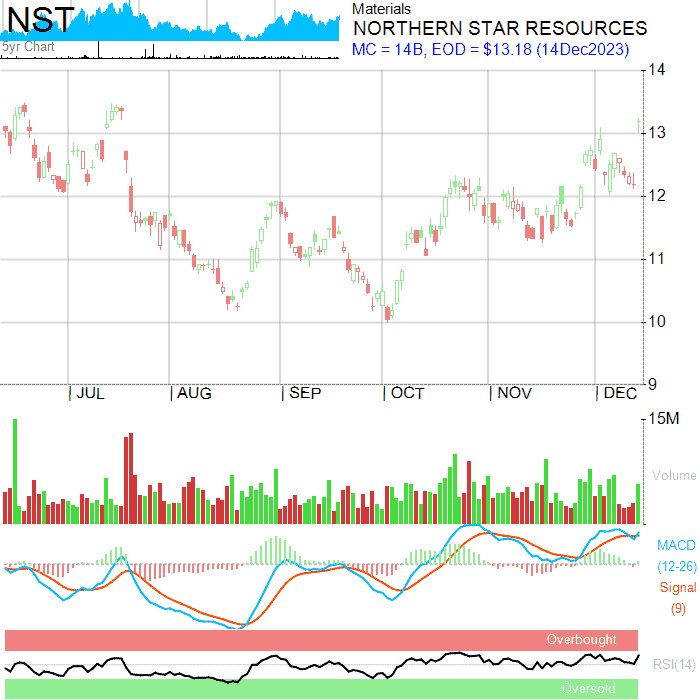 NST
5yr Chart
Materials
NORTHERN STAR RESOURCES
MC = 14B, EOD = $13.18 (14Dec2023)
14
13
12
11
10
9
JUL AUG SEP OCT NOV DEC
15M
Volume
MACD
(12-26)
Signal
(9)
Overbought
RSI(14)
Oversold